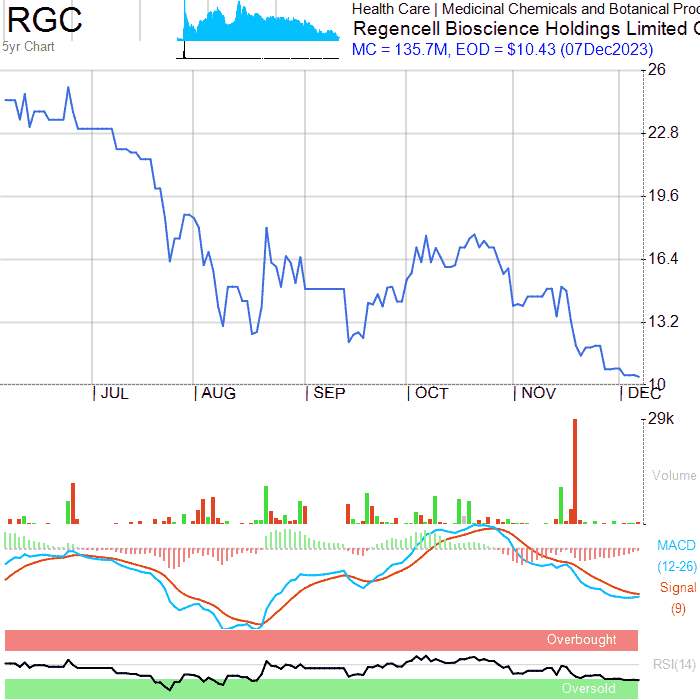 RGC
5yr Chart
Health Care | Medicinal Chemicals and Botanical
Regencell Bioscience Holdings Limited
MC = 135.7M, EOD = $10.43 (07Dec2023)
26
22.8
19.6
16.4
13.2
10
JUL AUG SEP OCT NOV DEC
29k
Volume
MACD
(12-26)
Signal
(9)
Overbought
RSI(14)
Oversold